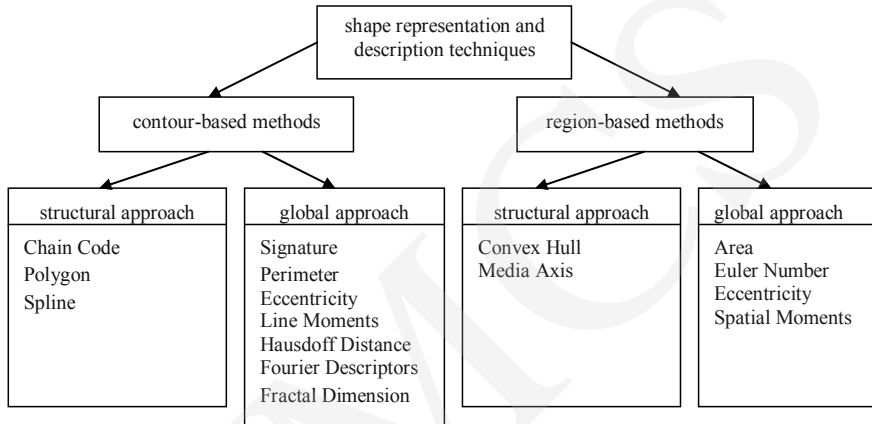 shape representation and
description techniques
contour-based methods
region-based methods
structural approach
Chain Code
Polygon
Spline
global approach
Signature
Perimeter
Eccentricity
Line Moments
Hausdoff Distance
Fourier Descriptors
Fractal Dimension
structural approach
Convex Hull
Media Axis
global approach
Area
Euler Number
Eccentricity
Spatial Moments